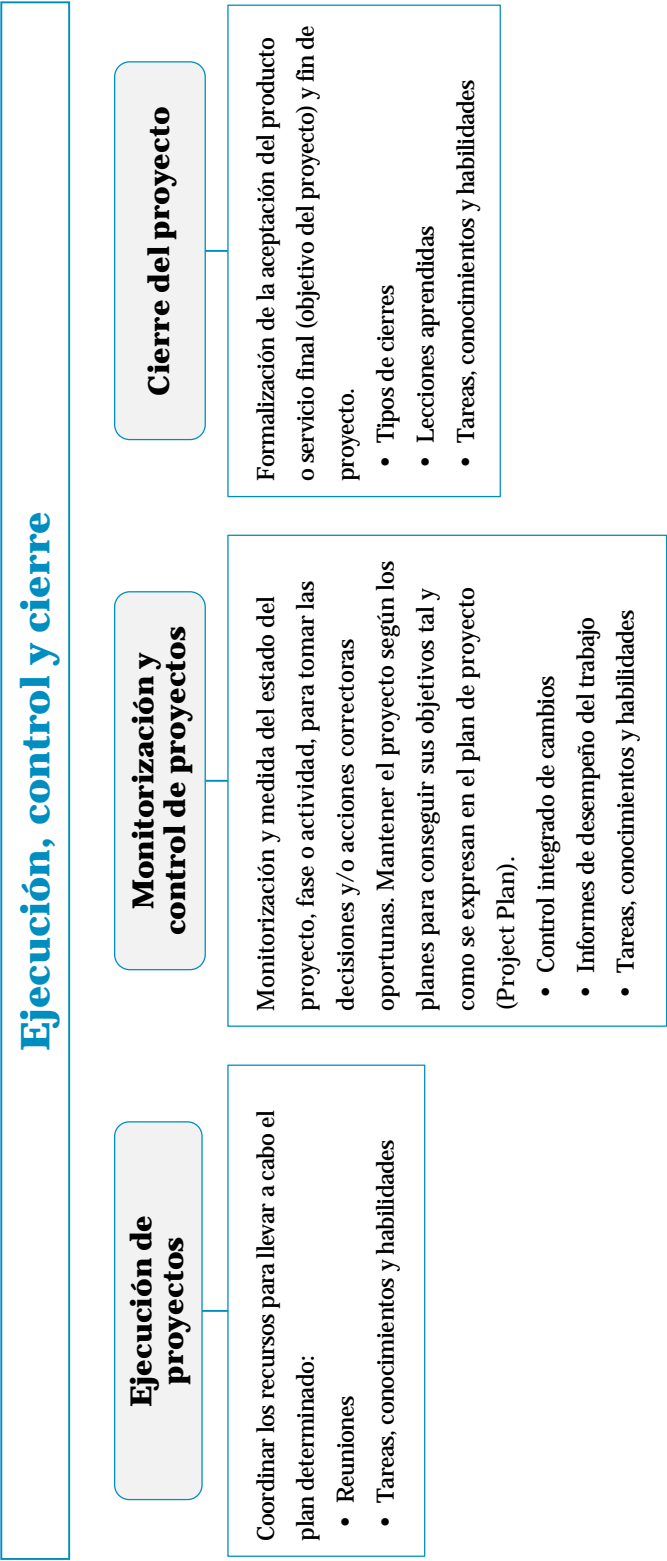 Ejecución, control y cierre
Ejecución de
proyectos
Coordinar los recursos para llevar a cabo el
plan determinado:
• Reuniones
• Tareas, conocimientos y habilidades
Monitorización y
control de proyectos
Monitorización y medida del estado del
proyecto, fase o actividad, para tomar las
decisiones y/o acciones correctoras
oportunas. Mantener el proyecto según los
planes para conseguir sus objetivos tal y
como se expresan en el plan de proyecto
(Project Plan).
• Control integrado de cambios
• Informes de desempeño del trabajo
• Tareas, conocimientos y habilidades
Cierre del proyecto
Formalización de la aceptación del producto
o servicio final (objetivo del proyecto) y fin de
proyecto.
• Tipos de cierres
• Lecciones aprendidas
• Tareas, conocimientos y habilidades